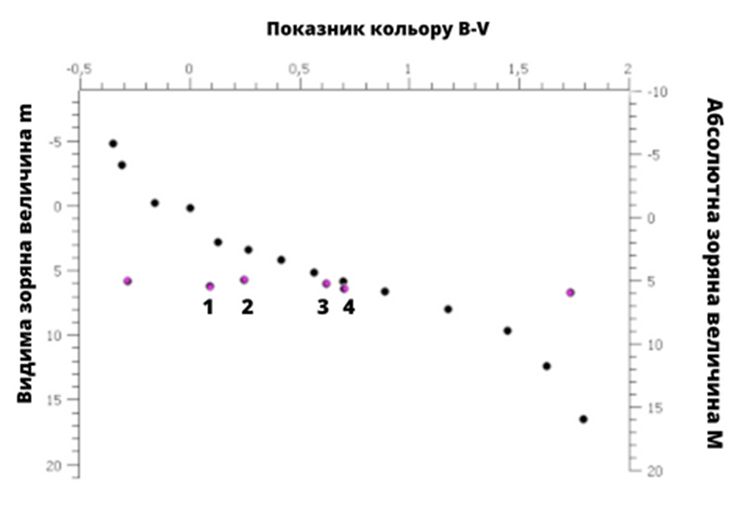 Показник кольору B-V
-0,5 0 0,5 1 1,5 2
Видима зоряна величина m
-5
0
5
10
15
20
1 2 3 4
-10
-5
0
5
10
15
20
Абсолютна зоряна величина М